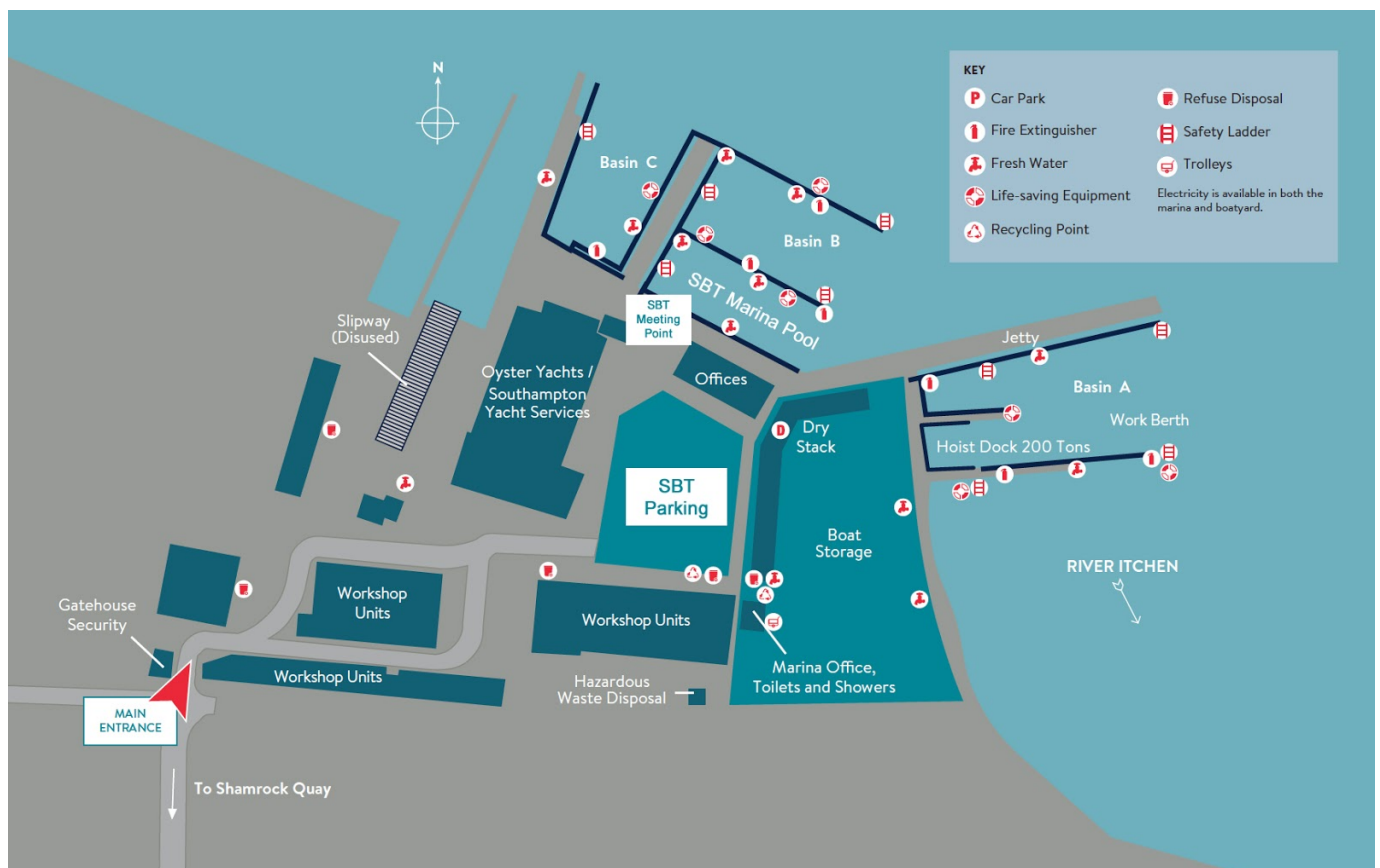 N
KEY
P Car Park
Fire Extinguisher
Fresh Water
Life-saving Equipment
Recycling Point
Refuse Disposal
Safety Ladder
Trolleys
Electricity is available in both the
marina and boatyard.
Basin C
Basin B
SBT Marina Pool
SBT
Meeting
Point
Slipway
(Disused)
Oyster Yachts /
Southampton
Yacht Services
Offices
Jetty
Basin A
Work Berth
Hoist Dock 200 Tons
D
Dry
Stack
SBT
Parking
Boat
Storage
RIVER ITCHEN
Gatehouse
Security
Workshop
Units
Workshop Units
Workshop Units
Hazardous
Waste Disposal
Marina Office,
Toilets and Showers
MAIN
ENTRANCE
To Shamrock Quay